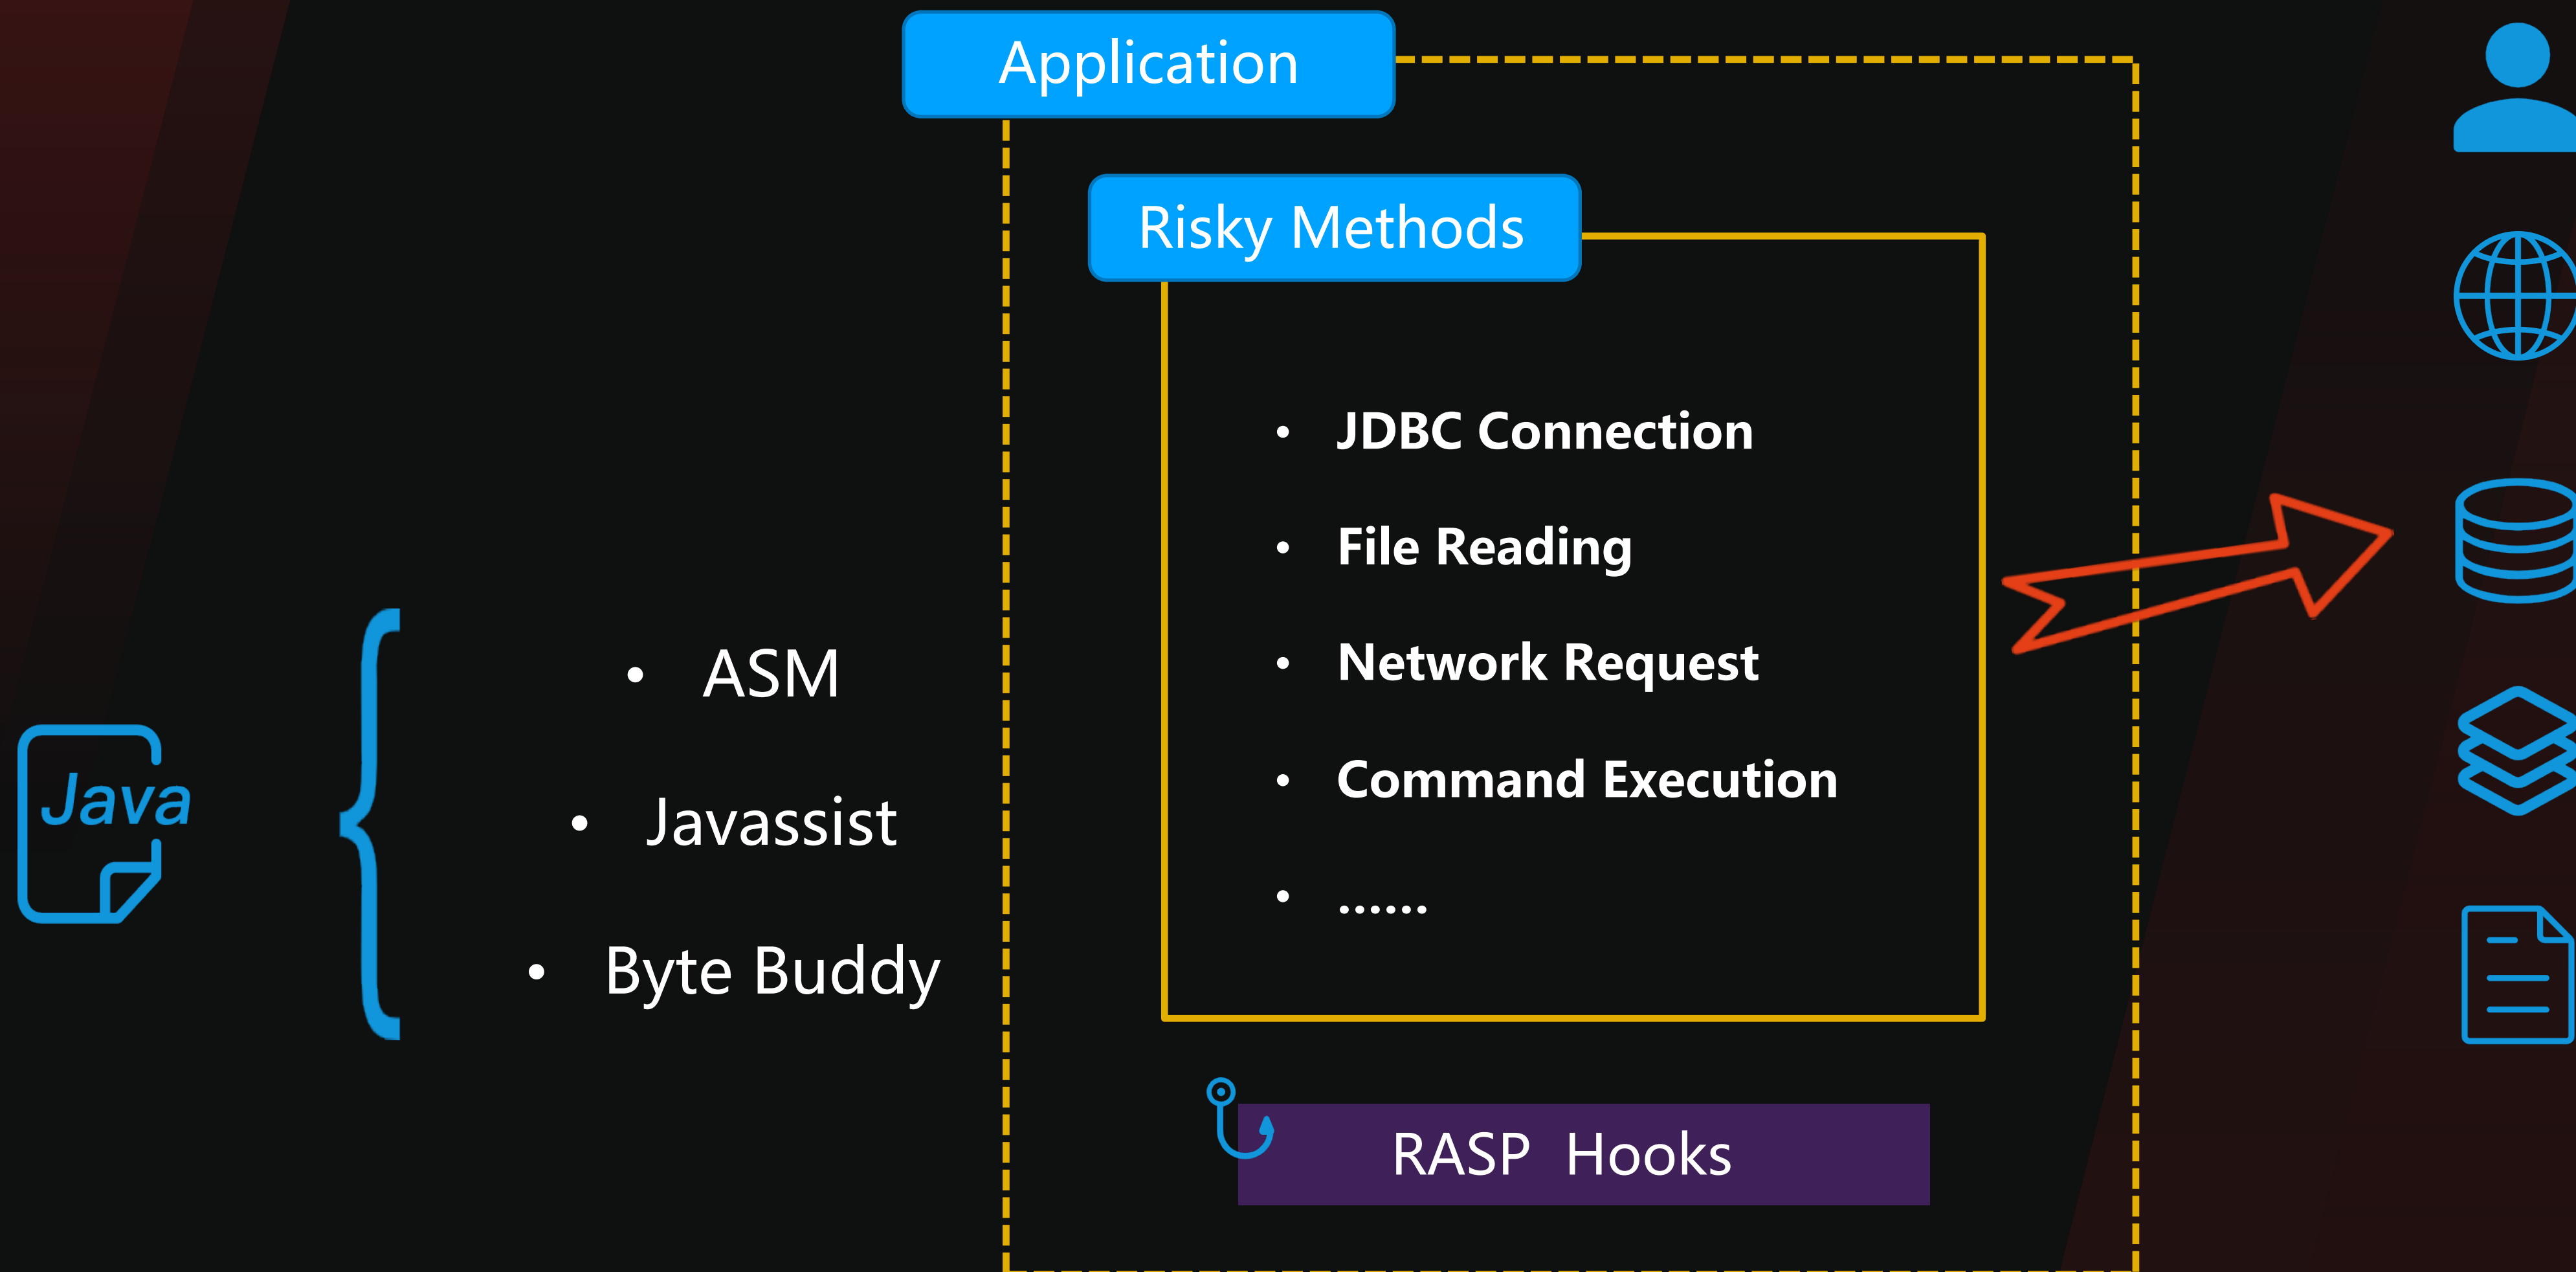 Application
Risky Methods
• JDBC Connection
• File Reading
• Network Request
• Command Execution
• ......
Java
• ASM
• Javassist
• Byte Buddy
RASP Hooks